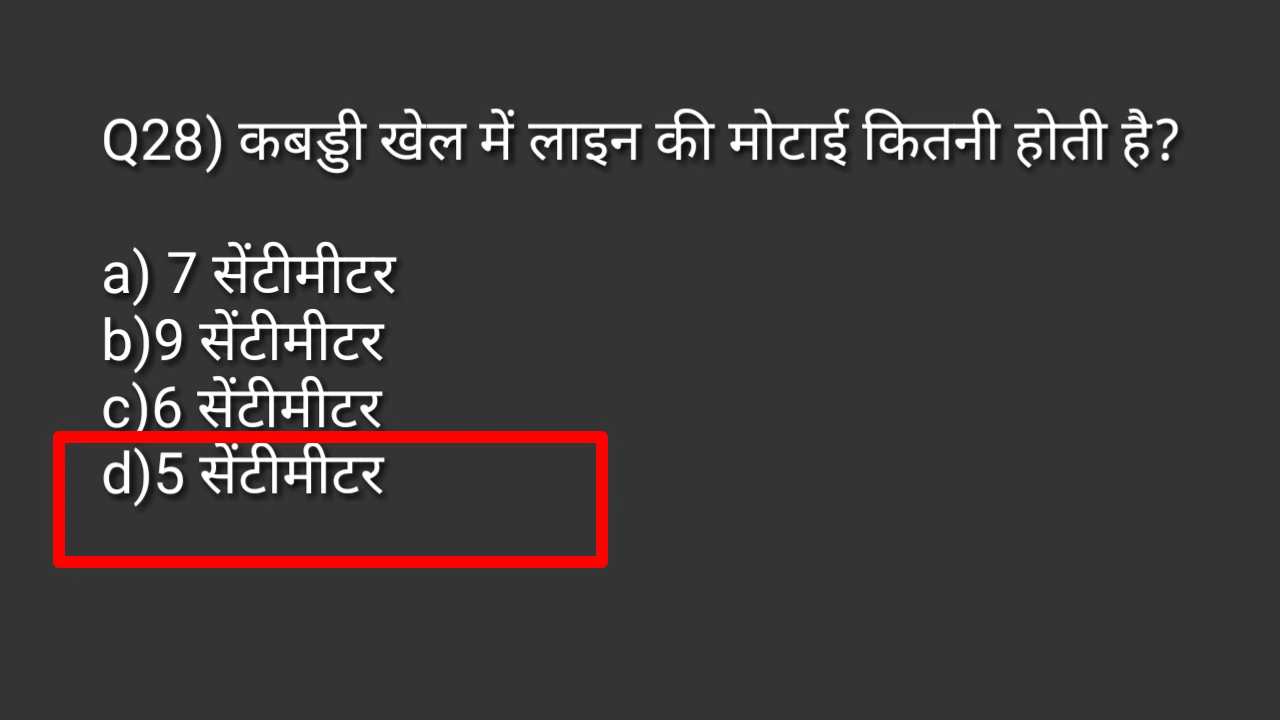 Q28) कबड्डी खेल में लाइन की मोटाई कितनी होती है?
a) 7 सेंटीमीटर
b)9 सेंटीमीटर
c)6 सेंटीमीटर
d)5 सेंटीमीटर